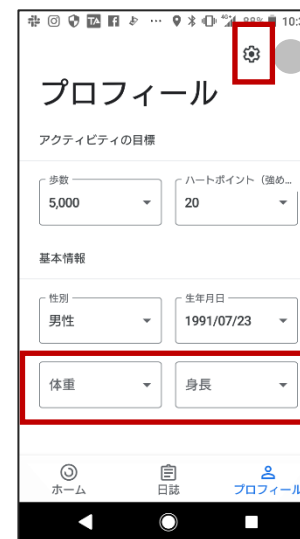 88% 10:3
プロフィール
アクティビティの目標
歩数
ハートポイント（強め...
5,000
20
基本情報
性別
生年月日
男性
1991/07/23
体重
身長
ホーム
日誌
プロフィール